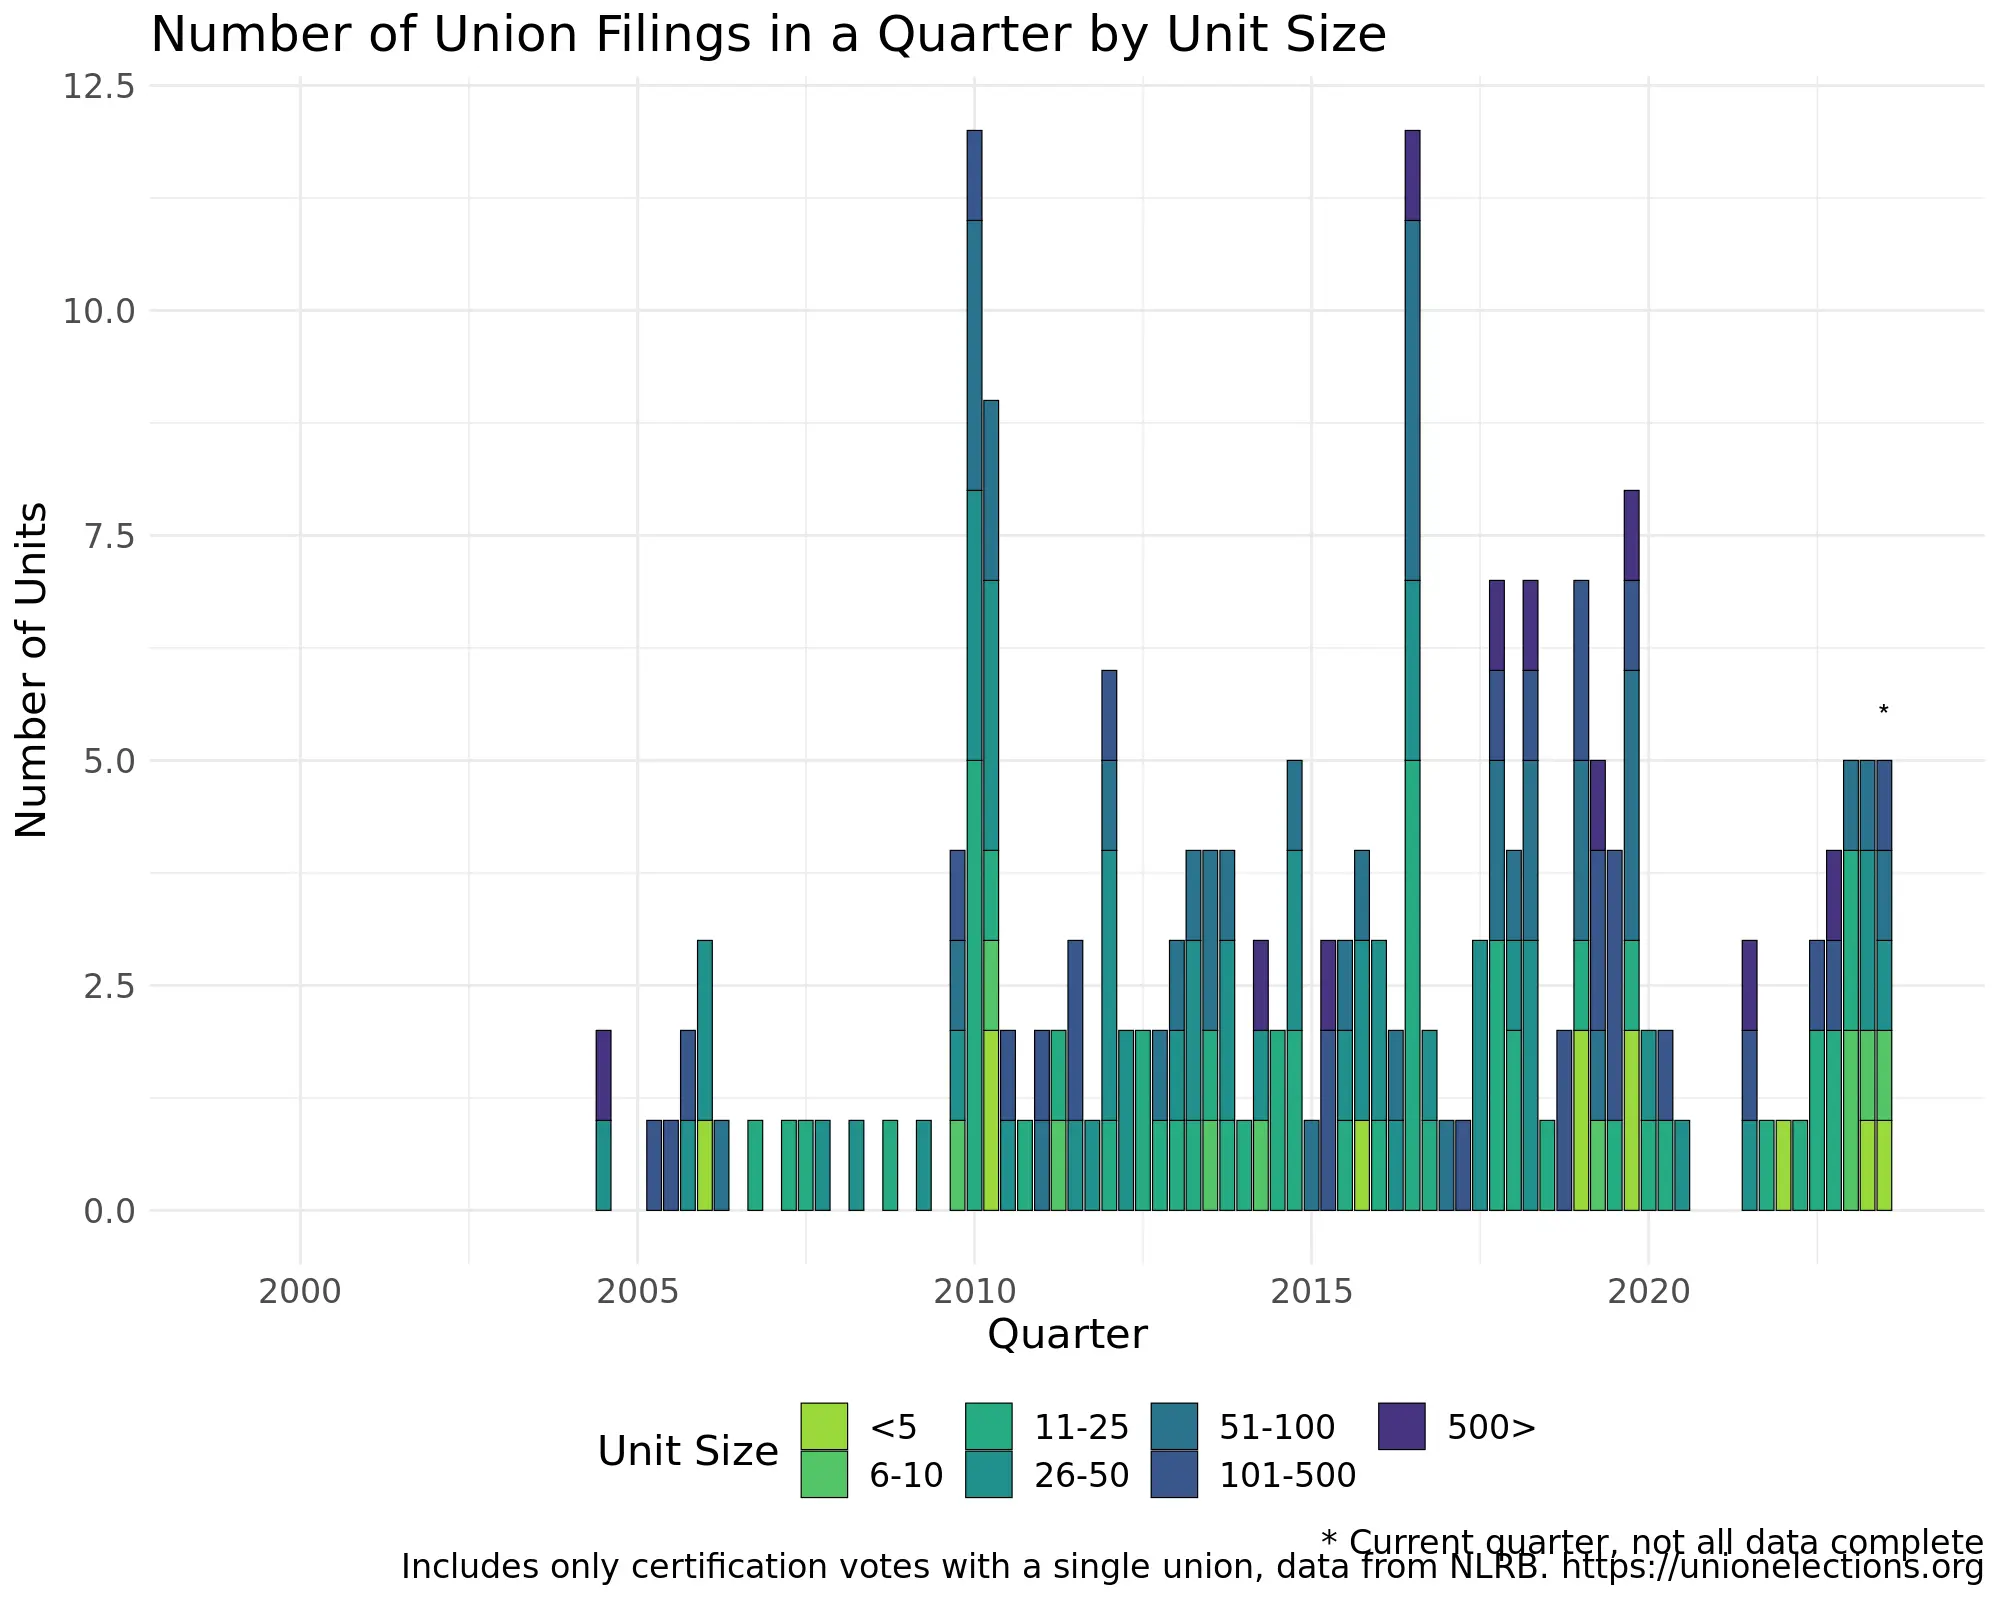 Number of Union Filings in a Quarter by Unit Size
12.5
10.0
7.5
5.0
2.5
0.0
Number of Units
*
2000 2005 2010 2015 2020
Quarter
Unit Size
<5 11-25 51-100 500>
6-10 26-50 101-500
* Current quarter, not all data complete
Includes only certification votes with a single union, data from NLRB. https://unionelections.org